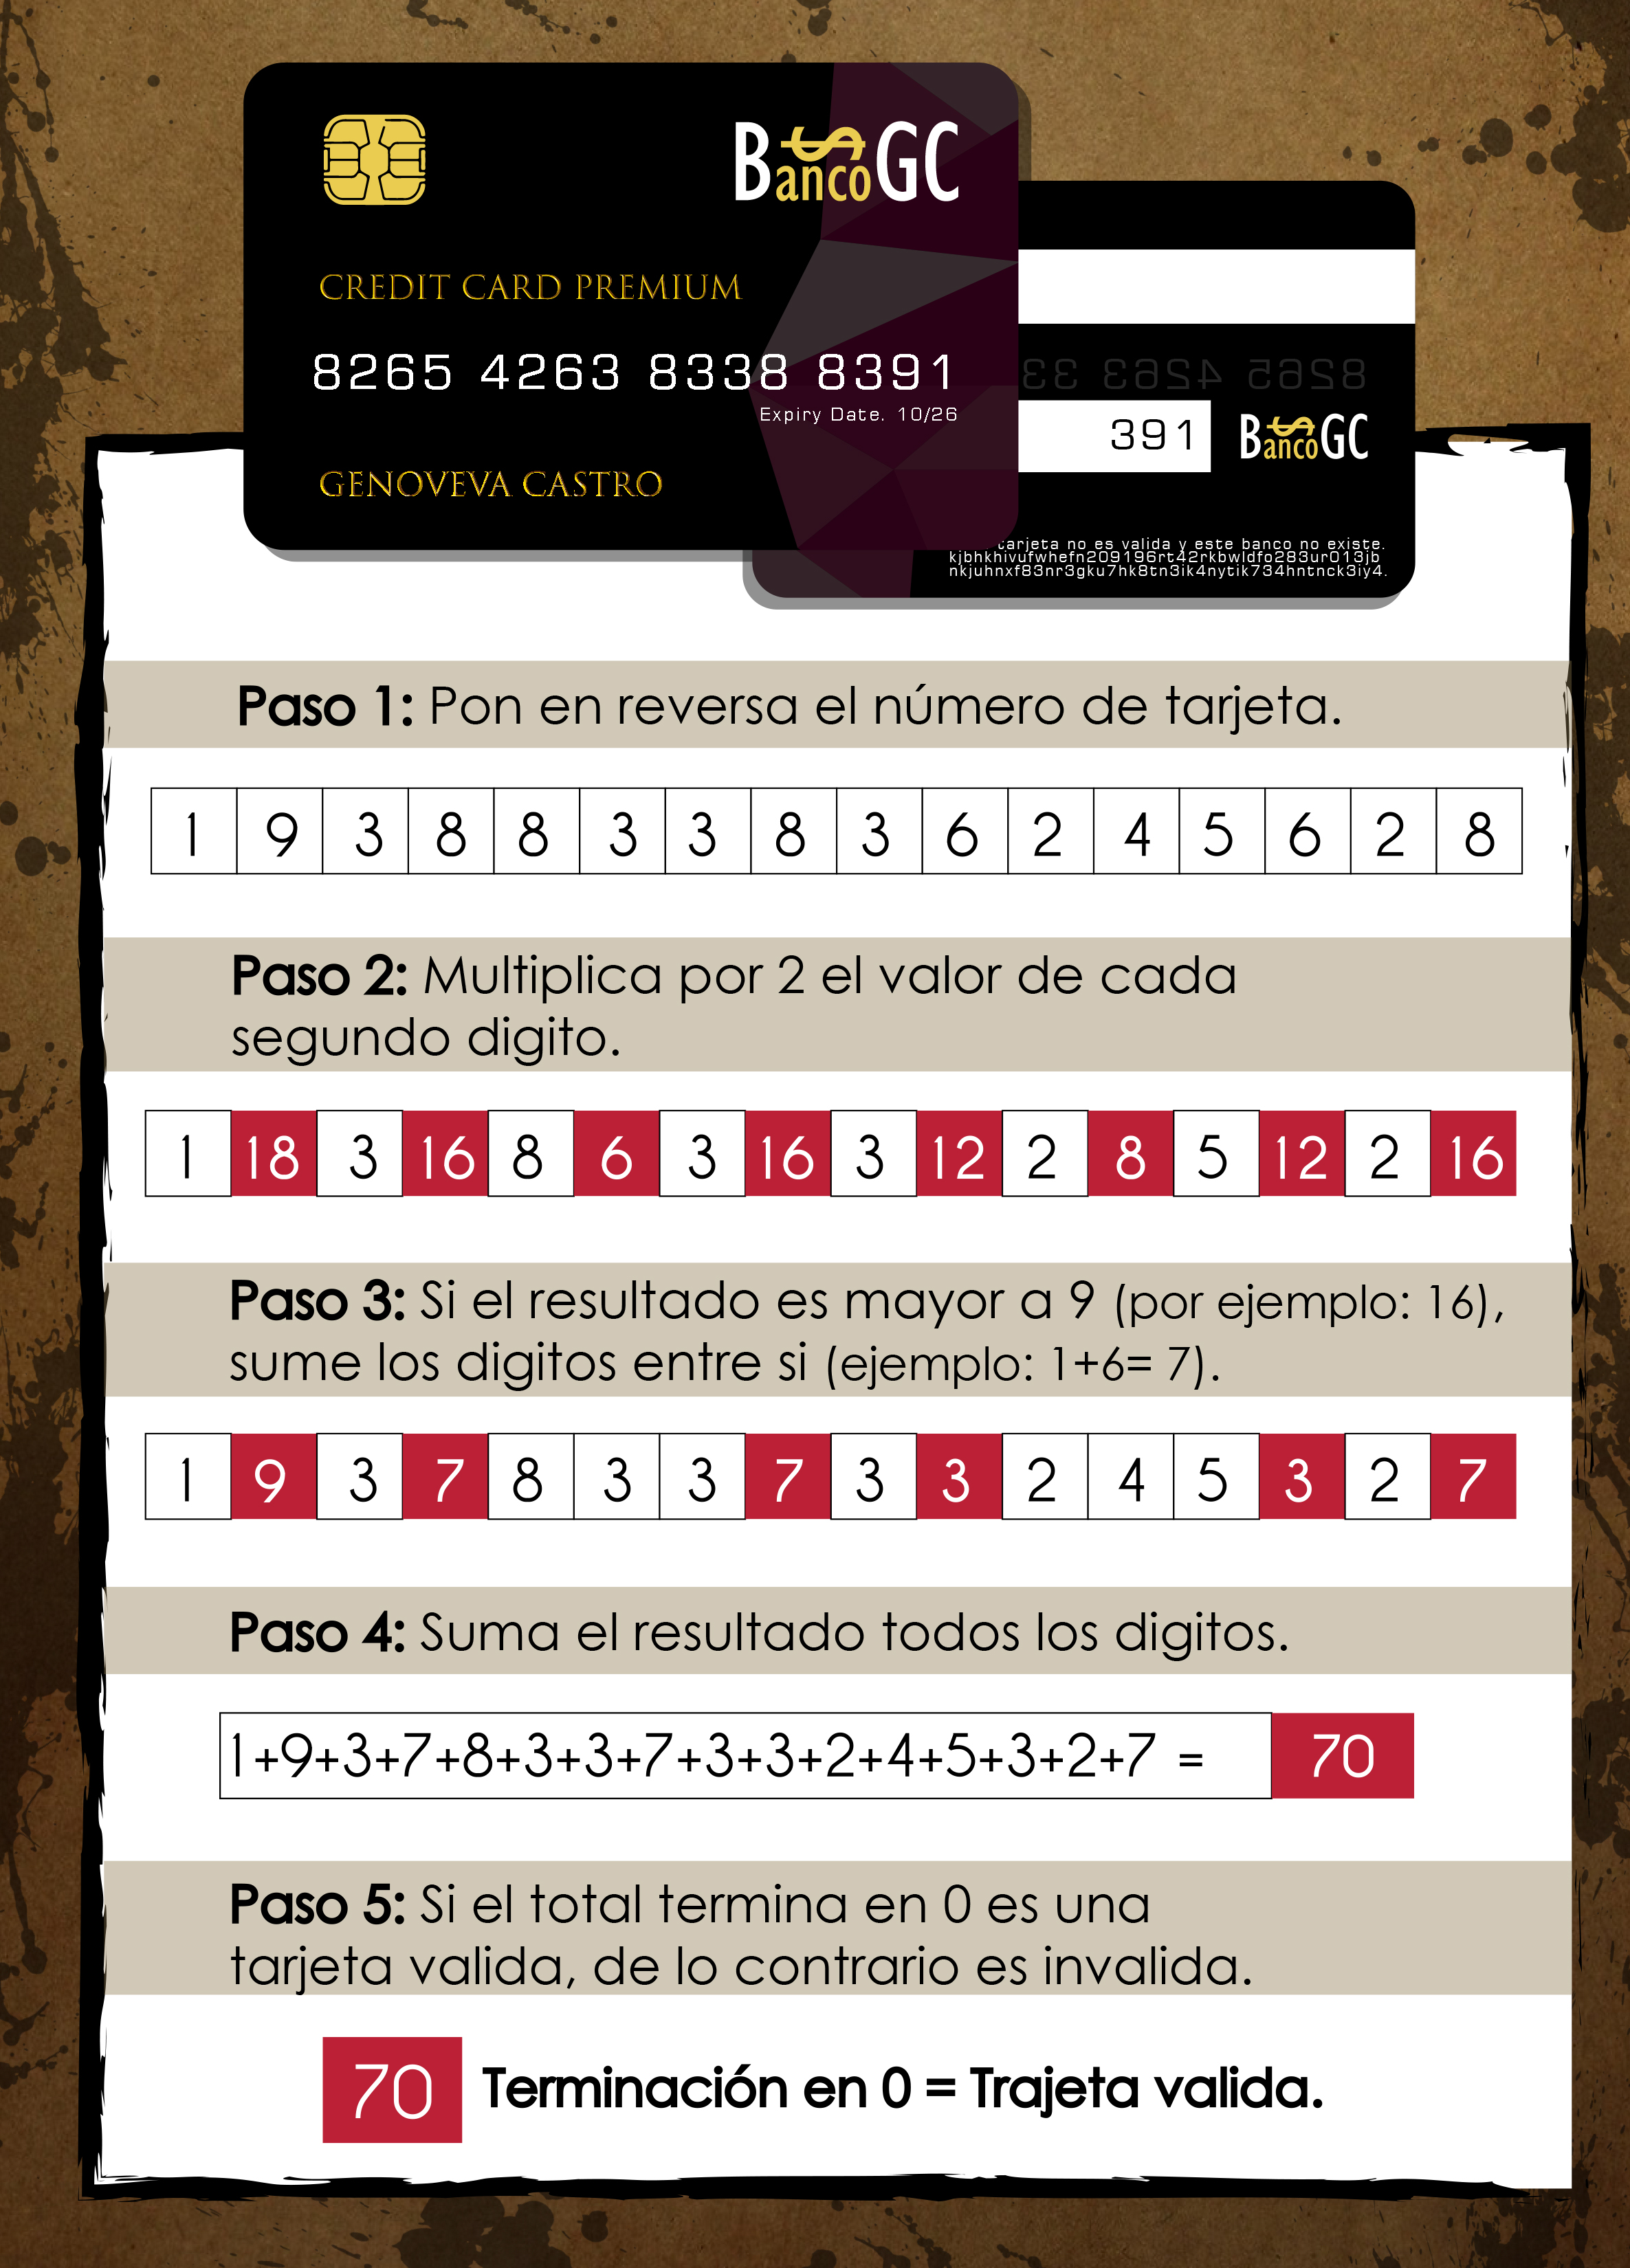 Banco GC
CREDIT CARD PREMIUM
8265 4263 8338 8391
Expiry Date. 10/26
GENOVEVA CASTRO
8265 4263 33
391
Banco GC
tarjeta no es valida y este banco no existe.
kjbhkhivufwhefn209196rt42rkbwldfo283ur013jb
nkjuhnxf83nr3gku7hk8tn3ik4nytik734hntnck3iy4.
Paso 1: Pon en reversa el número de tarjeta.
1 9 3 8 8 3 3 8 3 6 2 4 5 6 2 8
Paso 2: Multiplica por 2 el valor de cada
segundo digito.
1 18 3 16 8 6 3 16 3 12 2 8 5 12 2 16
Paso 3: Si el resultado es mayor a 9 (por ejemplo: 16),
sume los digitos entre si (ejemplo: 1+6= 7).
1 9 3 7 8 3 3 7 3 3 2 4 5 3 2 7
Paso 4: Suma el resultado todos los digitos.
1+9+3+7+8+3+3+7+3+3+2+4+5+3+2+7 = 70
Paso 5: Si el total termina en 0 es una
tarjeta valida, de lo contrario es invalida.
70 Terminación en 0 = Trajeta valida.